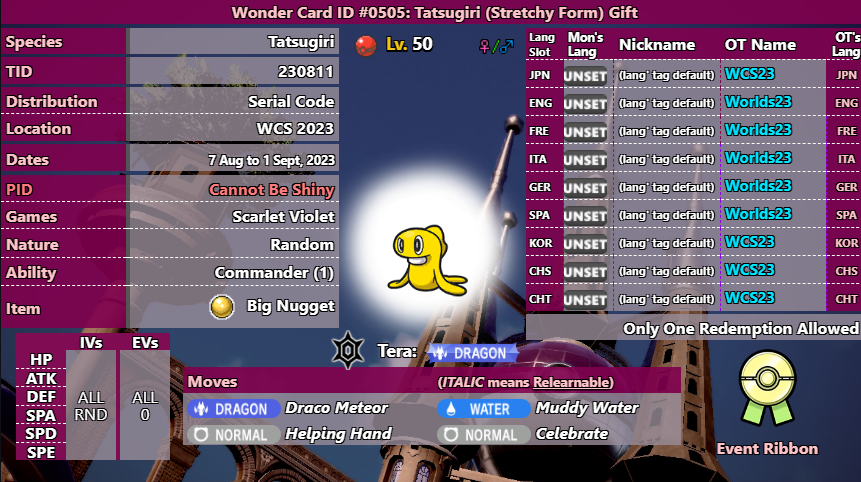 Wonder Card ID #0505: Tatsugiri (Stretchy Form) Gift
Species Tatsugiri
TID 230811
Distribution Serial Code
Location WCS 2023
Dates 7 Aug to 1 Sept, 2023
PID Cannot Be Shiny
Games Scarlet Violet
Nature Random
Ability Commander (1)
Item Big Nugget
Lv. 50 ♀/♂
Lang Slot Mon's Lang Nickname OT Name OT's Lang
JPN UNSET (lang' tag default) WCS23 JPN
ENG UNSET (lang' tag default) Worlds23 ENG
FRE UNSET (lang' tag default) Worlds23 FRE
ITA UNSET (lang' tag default) Worlds23 ITA
GER UNSET (lang' tag default) Worlds23 GER
SPA UNSET (lang' tag default) Worlds23 SPA
KOR UNSET (lang' tag default) WCS23 KOR
CHS UNSET (lang' tag default) WCS23 CHS
CHT UNSET (lang' tag default) WCS23 CHT
Only One Redemption Allowed
IVs EVs
HP
ATK
DEF
SPA
SPD
SPE
ALL RND
ALL 0
Tera: DRAGON
Moves (ITALIC means Relearnable)
DRAGON Draco Meteor WATER Muddy Water
NORMAL Helping Hand NORMAL Celebrate
Event Ribbon